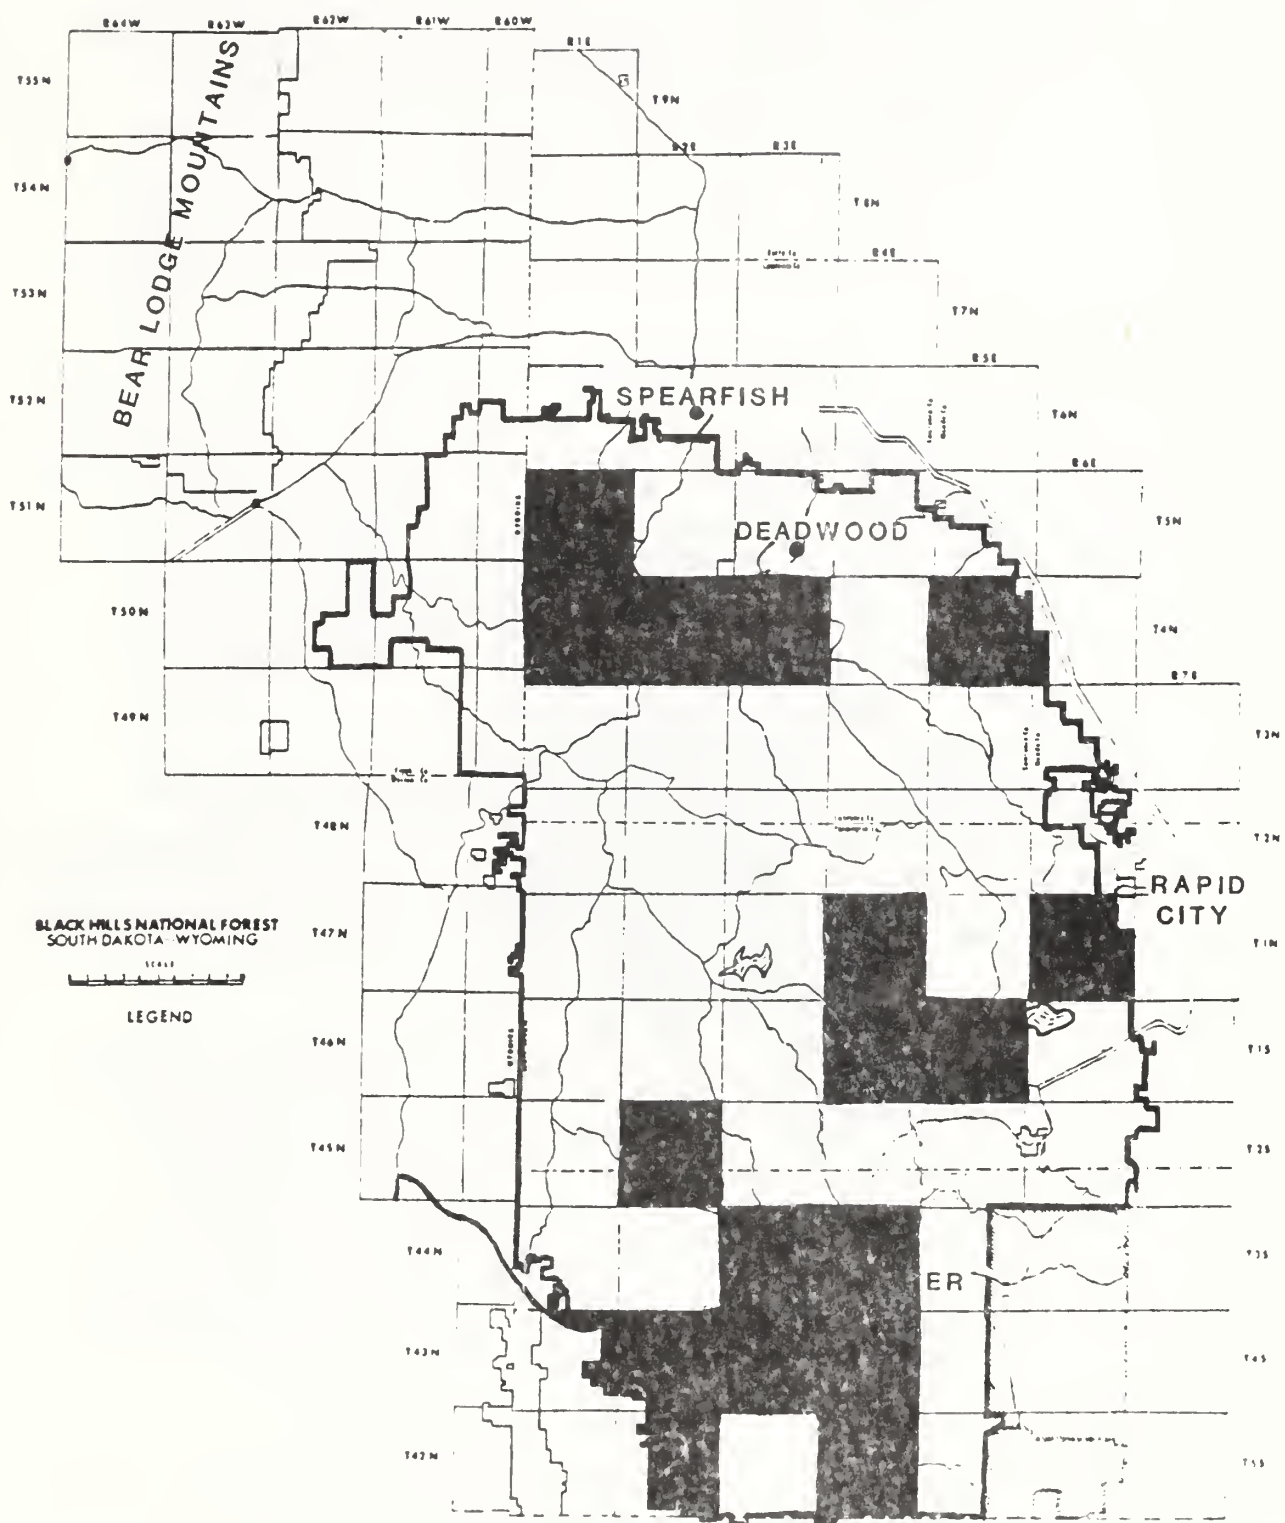 R64W R63W R62W R61W R60W
R1E
T55N
T9N
R2E R3E
T54N
T8N
R4E
BEAR LODGE MOUNTAINS
T53N
T7N
R5E
T52N
SPEARFISH
T6N
R6E
T51N
T5N
DEADWOOD
T50N
T4N
R7E
T49N
T3N
T48N
T2N
RAPID
CITY
BLACK HILLS NATIONAL FOREST
SOUTH DAKOTA - WYOMING
SCALE
LEGEND
T47N
T1N
T46N
WYOMING
T1S
T45N
T2S
T44N
T3S
ER
T43N
T4S
T42N
T5S